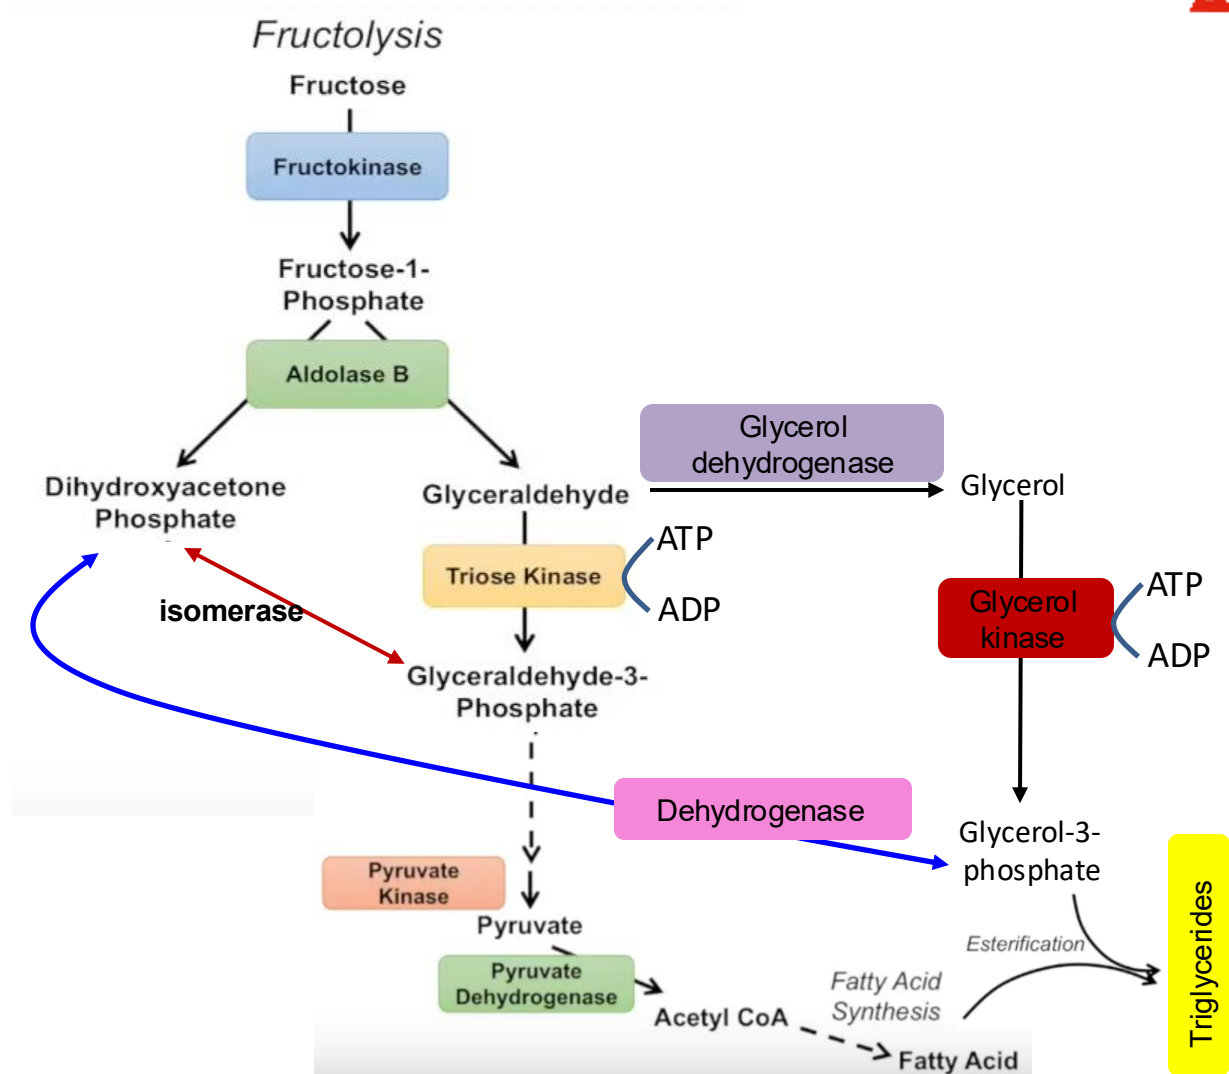 Fructolysis
Fructose
Fructokinase
Fructose-1-
Phosphate
Aldolase B
Glycerol
dehydrogenase
Dihydroxyacetone
Phosphate
Glyceraldehyde
Glycerol
ATP
Triose Kinase
ADP
ATP
Glycerol
kinase
ADP
isomerase
Glyceraldehyde-3-
Phosphate
Dehydrogenase
Glycerol-3-
phosphate
Pyruvate
Kinase
Pyruvate
Pyruvate
Dehydrogenase
Acetyl CoA
Fatty Acid
Synthesis
Esterification
Fatty Acid
Triglycerides